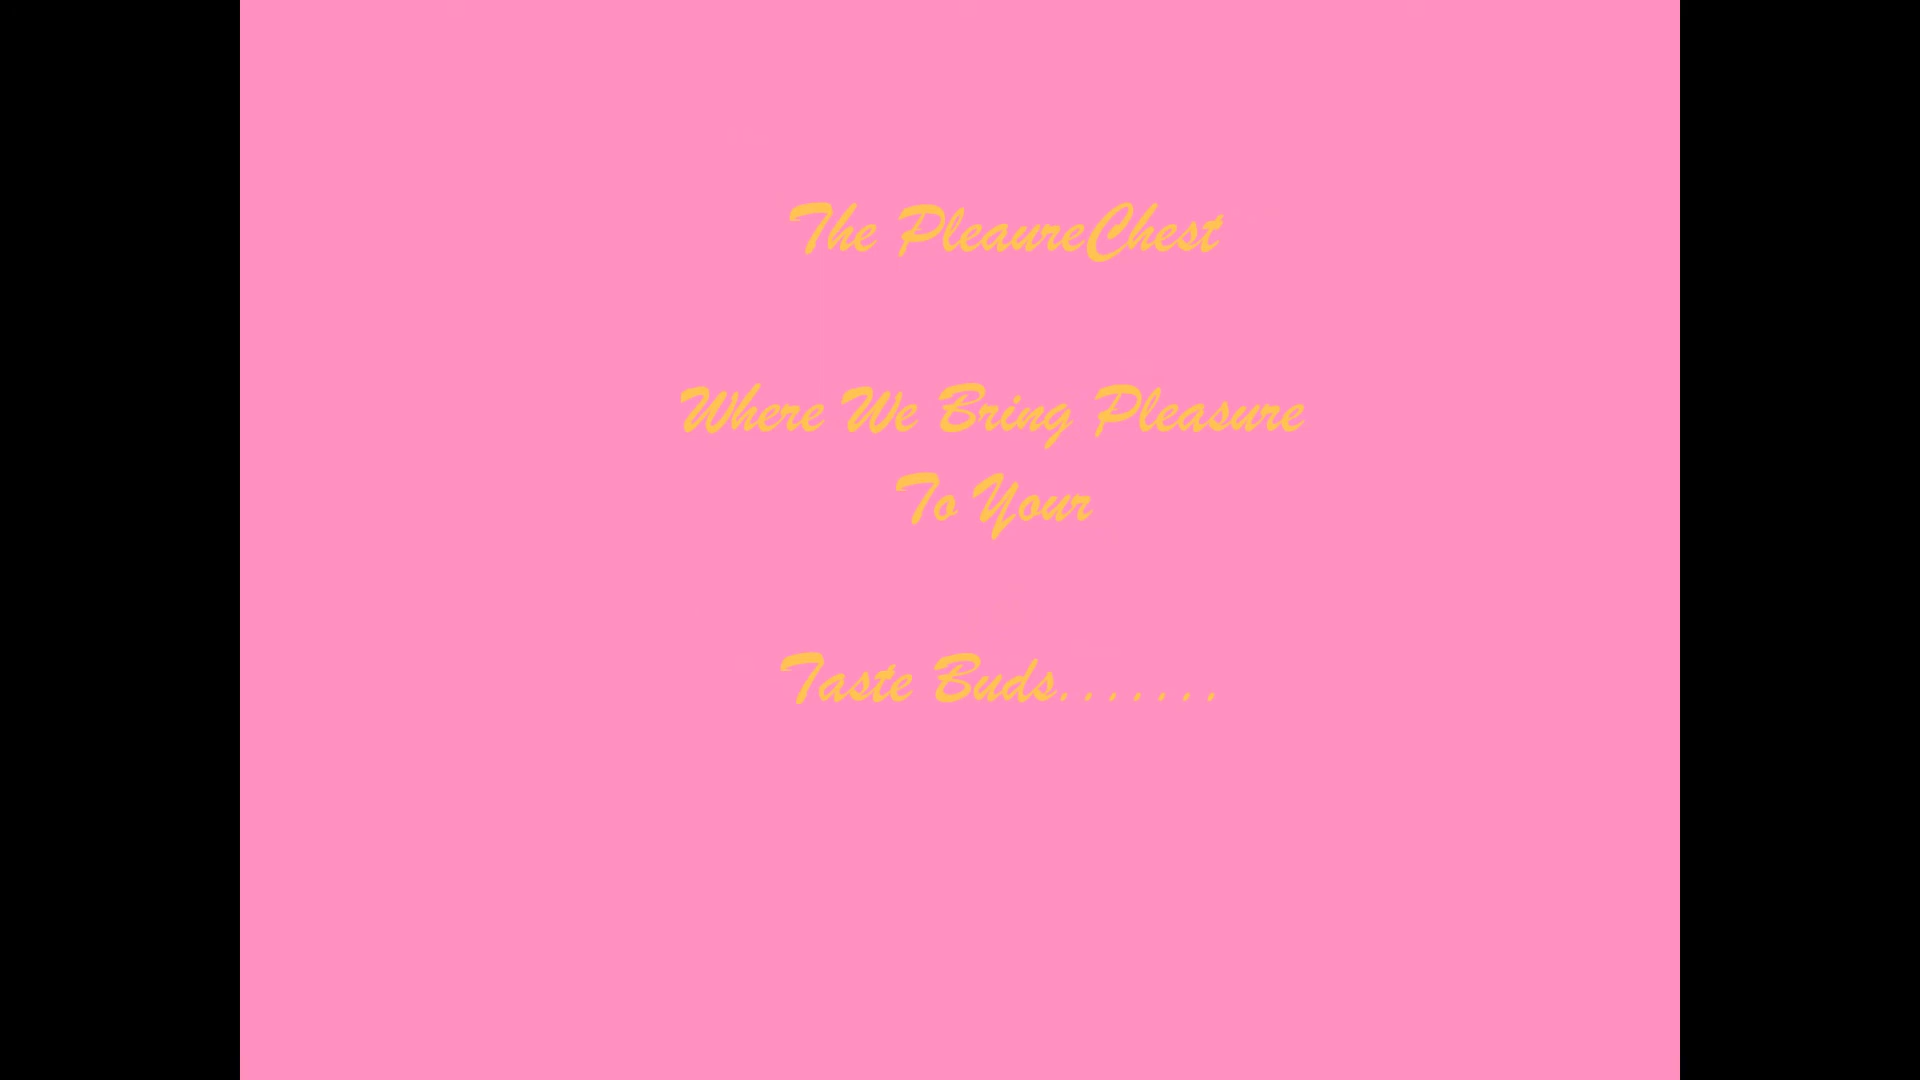 The PleaureChest
Where We Bring Pleasure
To Your
Taste Buds.......